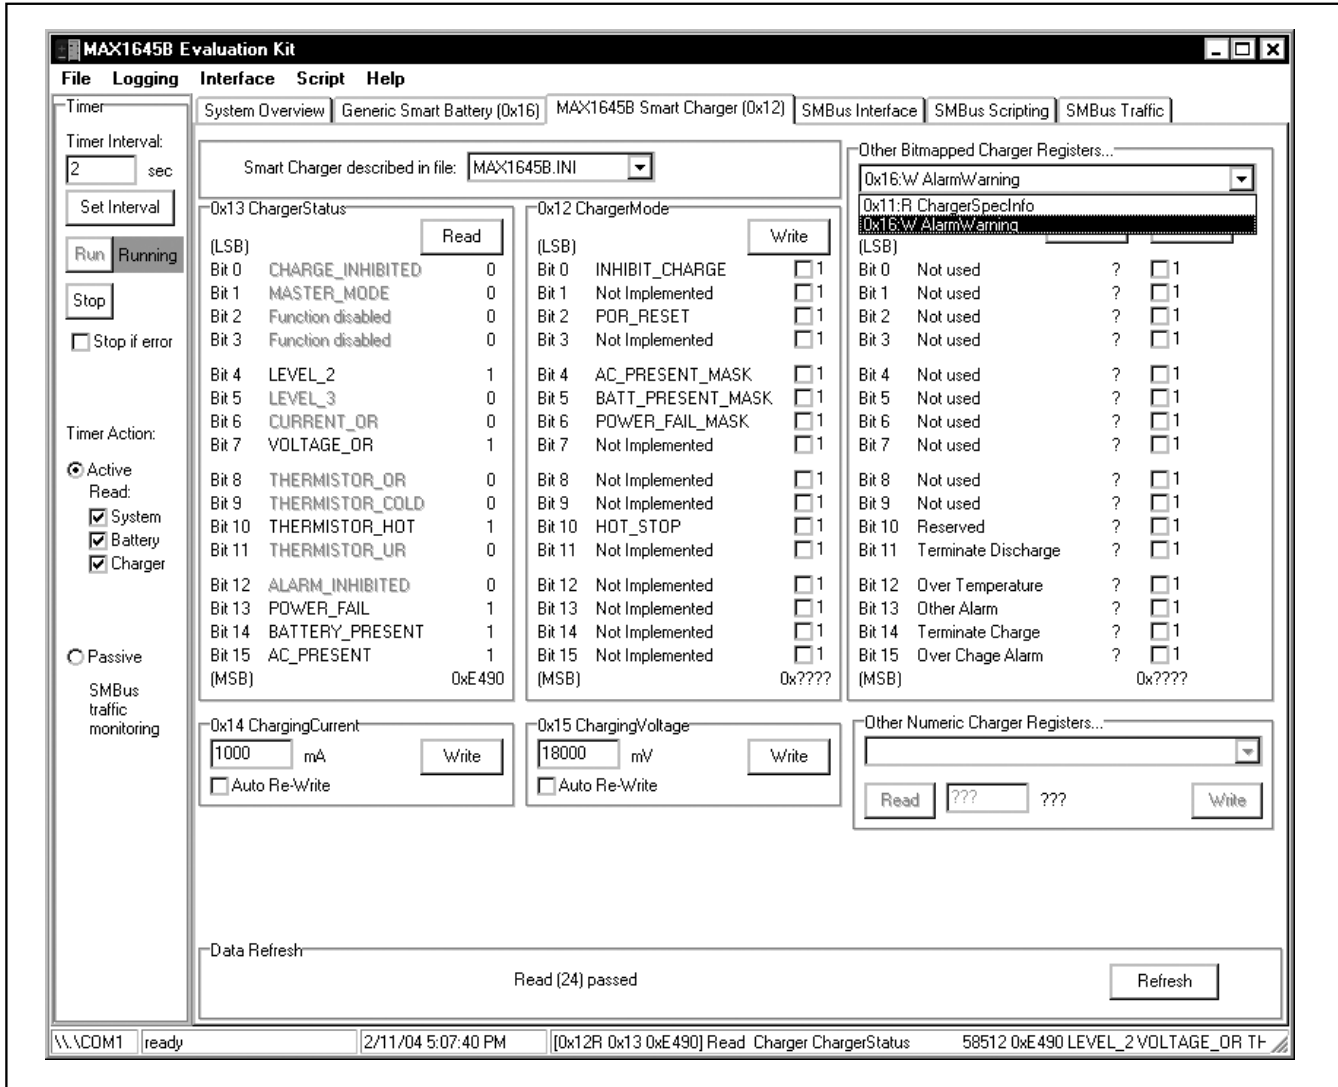 MAX1645B Evaluation Kit
File Logging Interface Script Help
Timer
Timer Interval:
2 sec
Set Interval
Run Running
Stop
Stop if error
Timer Action:
Active
Read:
System
Battery
Charger
Passive
SMBus
traffic
monitoring
System Overview Generic Smart Battery (0x16) MAX1645B Smart Charger (0x12) SMBus Interface SMBus Scripting SMBus Traffic
Smart Charger described in file: MAX1645B.INI
0x13 ChargerStatus
Read
(LSB)
Bit 0 CHARGE_INHIBITED 0
Bit 1 MASTER_MODE 0
Bit 2 Function disabled 0
Bit 3 Function disabled 0
Bit 4 LEVEL_2 1
Bit 5 LEVEL_3 0
Bit 6 CURRENT_OR 0
Bit 7 VOLTAGE_OR 1
Bit 8 THERMISTOR_OR 0
Bit 9 THERMISTOR_COLD 0
Bit 10 THERMISTOR_HOT 1
Bit 11 THERMISTOR_UR 0
Bit 12 ALARM_INHIBITED 0
Bit 13 POWER_FAIL 1
Bit 14 BATTERY_PRESENT 1
Bit 15 AC_PRESENT 1
(MSB) 0xE490
0x12 ChargerMode
Write
(LSB)
Bit 0 INHIBIT_CHARGE 1
Bit 1 Not Implemented 1
Bit 2 POR_RESET 1
Bit 3 Not Implemented 1
Bit 4 AC_PRESENT_MASK 1
Bit 5 BATT_PRESENT_MASK 1
Bit 6 POWER_FAIL_MASK 1
Bit 7 Not Implemented 1
Bit 8 Not Implemented 1
Bit 9 Not Implemented 1
Bit 10 HOT_STOP 1
Bit 11 Not Implemented 1
Bit 12 Not Implemented 1
Bit 13 Not Implemented 1
Bit 14 Not Implemented 1
Bit 15 Not Implemented 1
(MSB) 0x????
Other Bitmapped Charger Registers...
0x16:W AlarmWarning
0x11:R ChargerSpecInfo
0x16:W AlarmWarning
(LSB)
Bit 0 Not used ? 1
Bit 1 Not used ? 1
Bit 2 Not used ? 1
Bit 3 Not used ? 1
Bit 4 Not used ? 1
Bit 5 Not used ? 1
Bit 6 Not used ? 1
Bit 7 Not used ? 1
Bit 8 Not used ? 1
Bit 9 Not used ? 1
Bit 10 Reserved ? 1
Bit 11 Terminate Discharge ? 1
Bit 12 Over Temperature ? 1
Bit 13 Other Alarm ? 1
Bit 14 Terminate Charge ? 1
Bit 15 Over Chage Alarm ? 1
(MSB) 0x????
0x14 ChargingCurrent
1000 mA Write
Auto Re-Write
0x15 ChargingVoltage
18000 mV Write
Auto Re-Write
Other Numeric Charger Registers...
Read ??? ??? Write
Data Refresh
Read (24) passed
Refresh
\\.\COM1 ready 2/11/04 5:07:40 PM [0x12R 0x13 0xE490] Read Charger ChargerStatus 58512 0xE490 LEVEL_2 VOLTAGE_OR TH